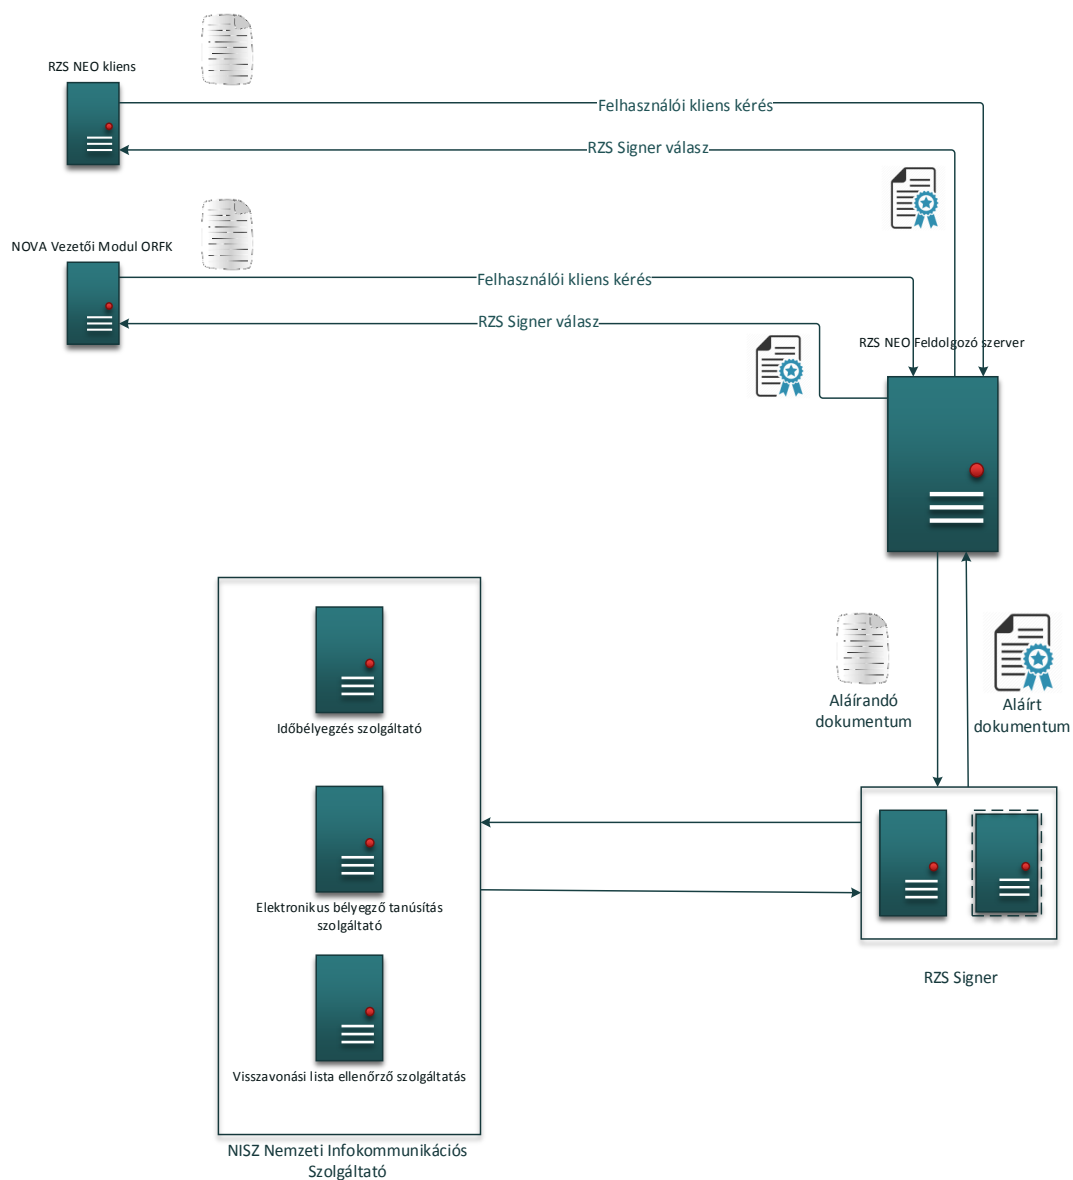 RZS NEO kliens
Felhasználói kliens kérés
RZS Signer válasz
NOVA Vezetői Modul ORFK
Felhasználói kliens kérés
RZS Signer válasz
RZS NEO Feldolgozó szerver
Aláírandó
dokumentum
Aláírt
dokumentum
Időbélyegzés szolgáltató
Elektronikus bélyegző tanúsítás
szolgáltató
RZS Signer
Visszavonási lista ellenőrző szolgáltatás
NISZ Nemzeti Infokommunikációs
Szolgáltató